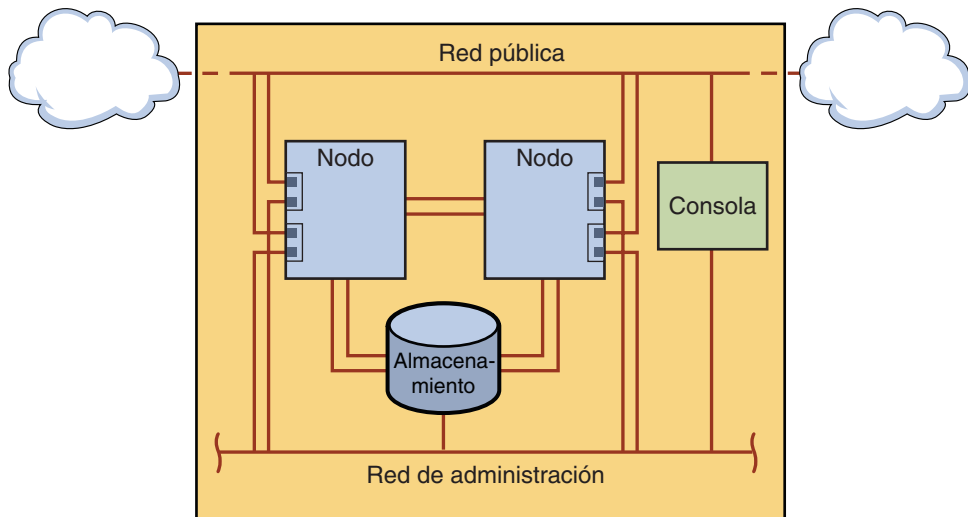 Red pública
Nodo
Nodo
Consola
Almacena-
miento
Red de administración